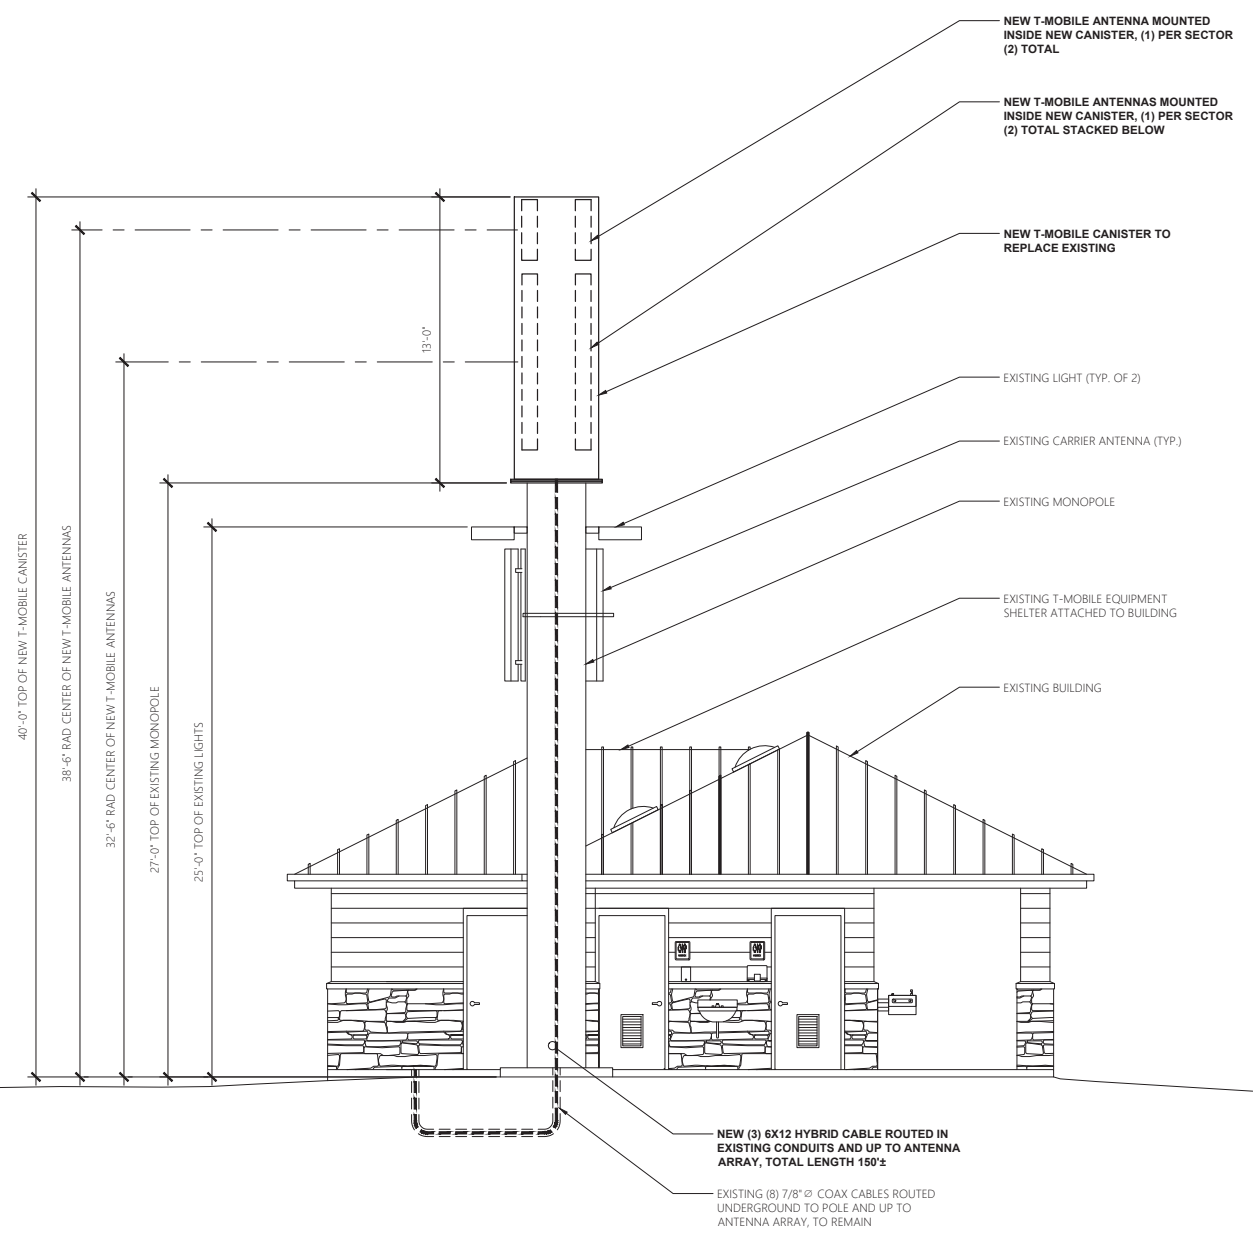 NEW T-MOBILE ANTENNA MOUNTED
INSIDE NEW CANISTER, (1) PER SECTOR
(2) TOTAL
NEW T-MOBILE ANTENNAS MOUNTED
INSIDE NEW CANISTER, (1) PER SECTOR
(2) TOTAL STACKED BELOW
NEW T-MOBILE CANISTER TO
REPLACE EXISTING
13'-0"
EXISTING LIGHT (TYP. OF 2)
EXISTING CARRIER ANTENNA (TYP.)
EXISTING MONOPOLE
EXISTING T-MOBILE EQUIPMENT
SHELTER ATTACHED TO BUILDING
EXISTING BUILDING
40'-0" TOP OF NEW T-MOBILE CANISTER
38'-6" RAD CENTER OF NEW T-MOBILE ANTENNAS
32'-6" RAD CENTER OF NEW T-MOBILE ANTENNAS
27'-0" TOP OF EXISTING MONOPOLE
25'-0" TOP OF EXISTING LIGHTS
NEW (3) 6X12 HYBRID CABLE ROUTED IN
EXISTING CONDUITS AND UP TO ANTENNA
ARRAY, TOTAL LENGTH 150'±
EXISTING (8) 7/8" Ø COAX CABLES ROUTED
UNDERGROUND TO POLE AND UP TO
ANTENNA ARRAY, TO REMAIN